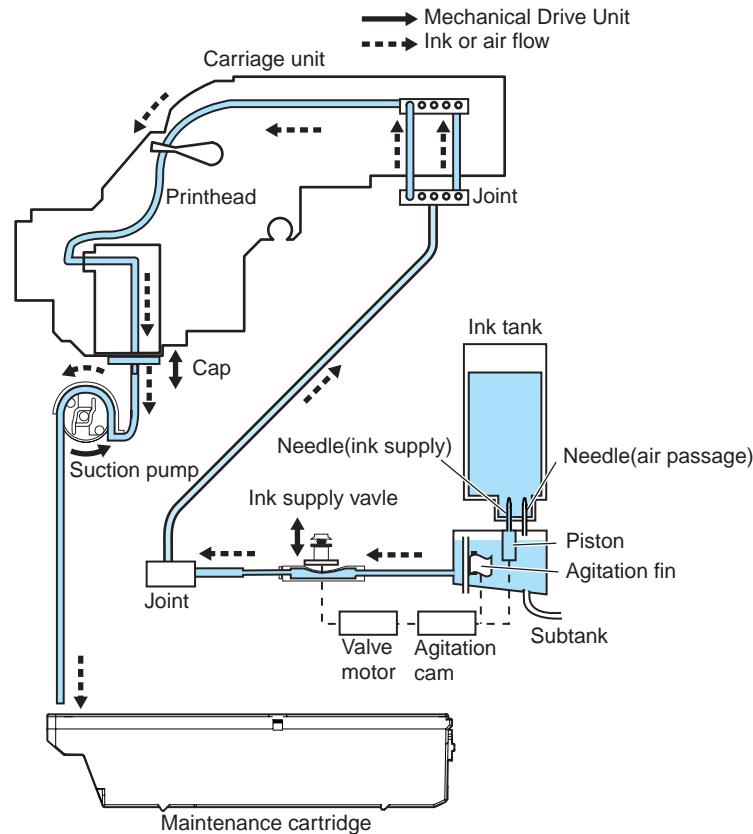 Mechanical Drive Unit
Ink or air flow
Carriage unit
Printhead
Joint
Ink tank
Cap
Needle(ink supply)
Needle(air passage)
Suction pump
Ink supply vavle
Piston
Agitation fin
Joint
Subtank
Valve
motor
Agitation
cam
Maintenance cartridge